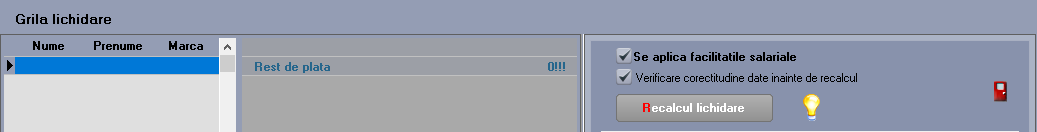 Grila lichidare
Nume Prenume Marca
Rest de plata 0!!!
Se aplica facilitatile salariale
Verificare corectitudine date inainte de recalcul
Recalcul lichidare